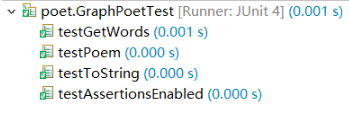 poet.GraphPoetTest [Runner: JUnit 4] (0.001 s)
testGetWords (0.001 s)
testPoem (0.000 s)
testToString (0.000 s)
testAssertionsEnabled (0.000 s)